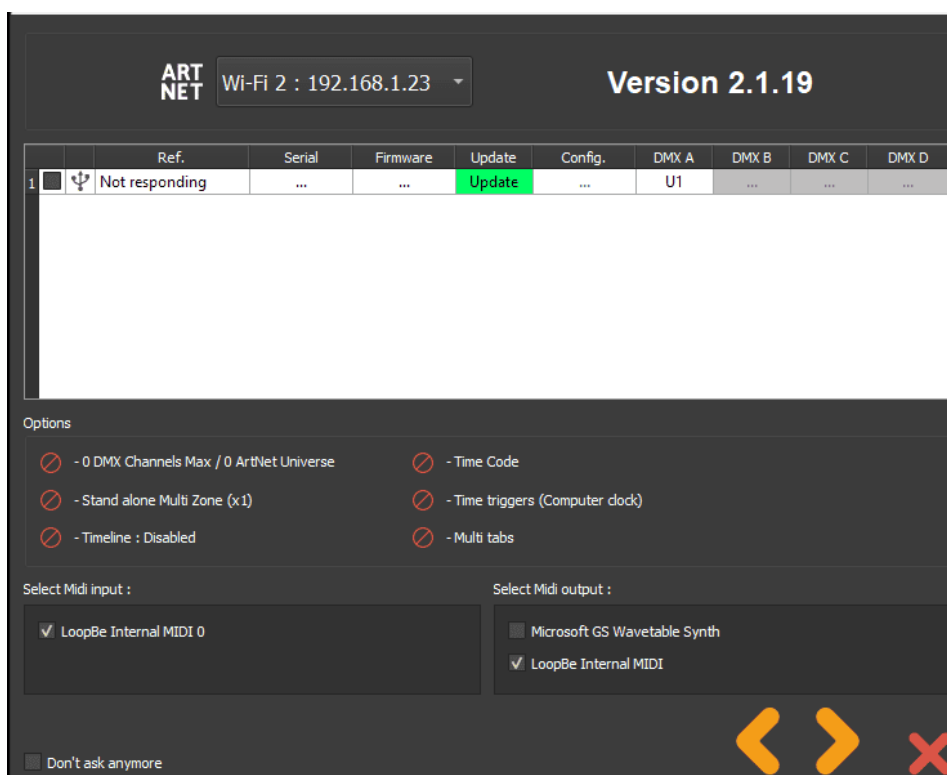 ART NET Wi-Fi 2 : 192.168.1.23 Version 2.1.19
Ref. Serial Firmware Update Config. DMX A DMX B DMX C DMX D
1 Not responding ... ... Update ... U1 ... ... ...
Options
- 0 DMX Channels Max / 0 ArtNet Universe - Time Code
- Stand alone Multi Zone (x1) - Time triggers (Computer clock)
- Timeline : Disabled - Multi tabs
Select Midi input : Select Midi output :
LoopBe Internal MIDI 0 Microsoft GS Wavetable Synth
LoopBe Internal MIDI
Don't ask anymore